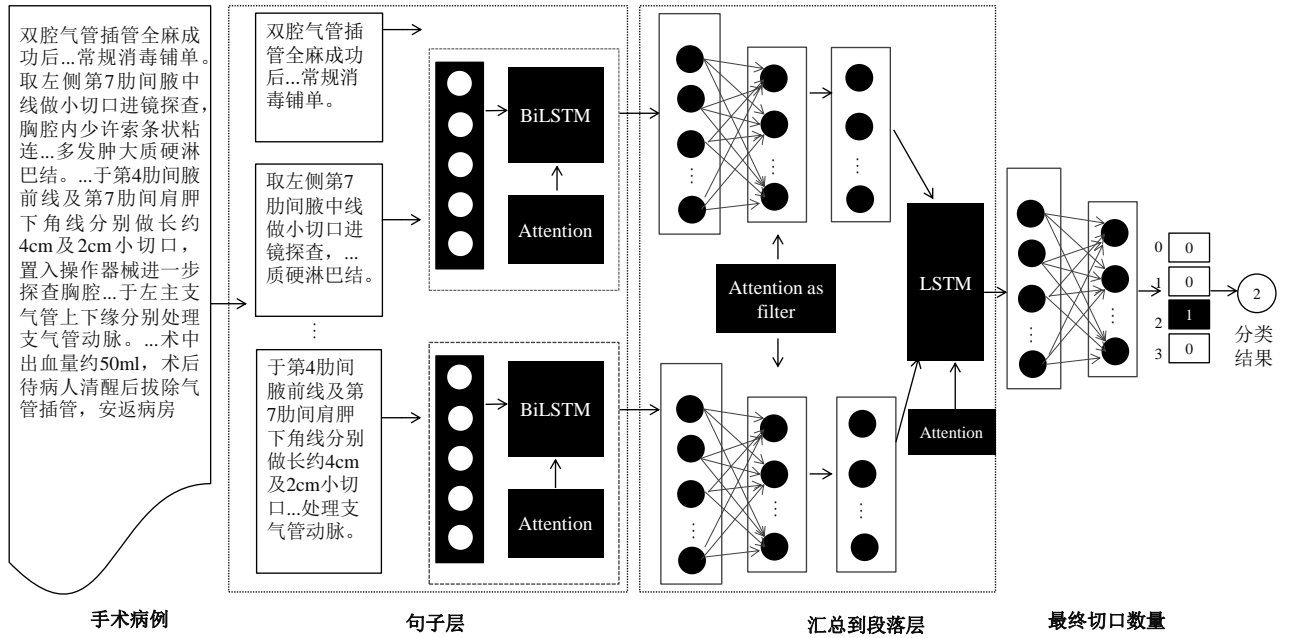 双腔气管插管全麻成
功后...常规消毒铺单。
取左侧第7肋间腋中
线做小切口进镜探查，
胸腔内少许索条状粘
连...多发肿大质硬淋
巴结。...于第4肋间腋
前线及第7肋间肩胛
下角线分别做长约
4cm及2cm小切口，
置入操作器械进一步
探查胸腔...于左主支
气管上下缘分别处理
支气管动脉。...术中
出血量约50ml，术后
待病人清醒后拔除气
管插管，安返病房
手术病例
双腔气管插
管全麻成功
后...常规消
毒铺单。
取左侧第7
肋间腋中线
做小切口进
镜探查，...
质硬淋巴结。
...
于第4肋间
腋前线及第
7肋间肩胛
下角线分别
做长约4cm
及2cm小切
口...处理支
气管动脉。
BiLSTM
Attention
BiLSTM
Attention
句子层
Attention as
filter
LSTM
Attention
汇总到段落层
0 0
1 0
2 1
3 0
2
分类
结果
最终切口数量